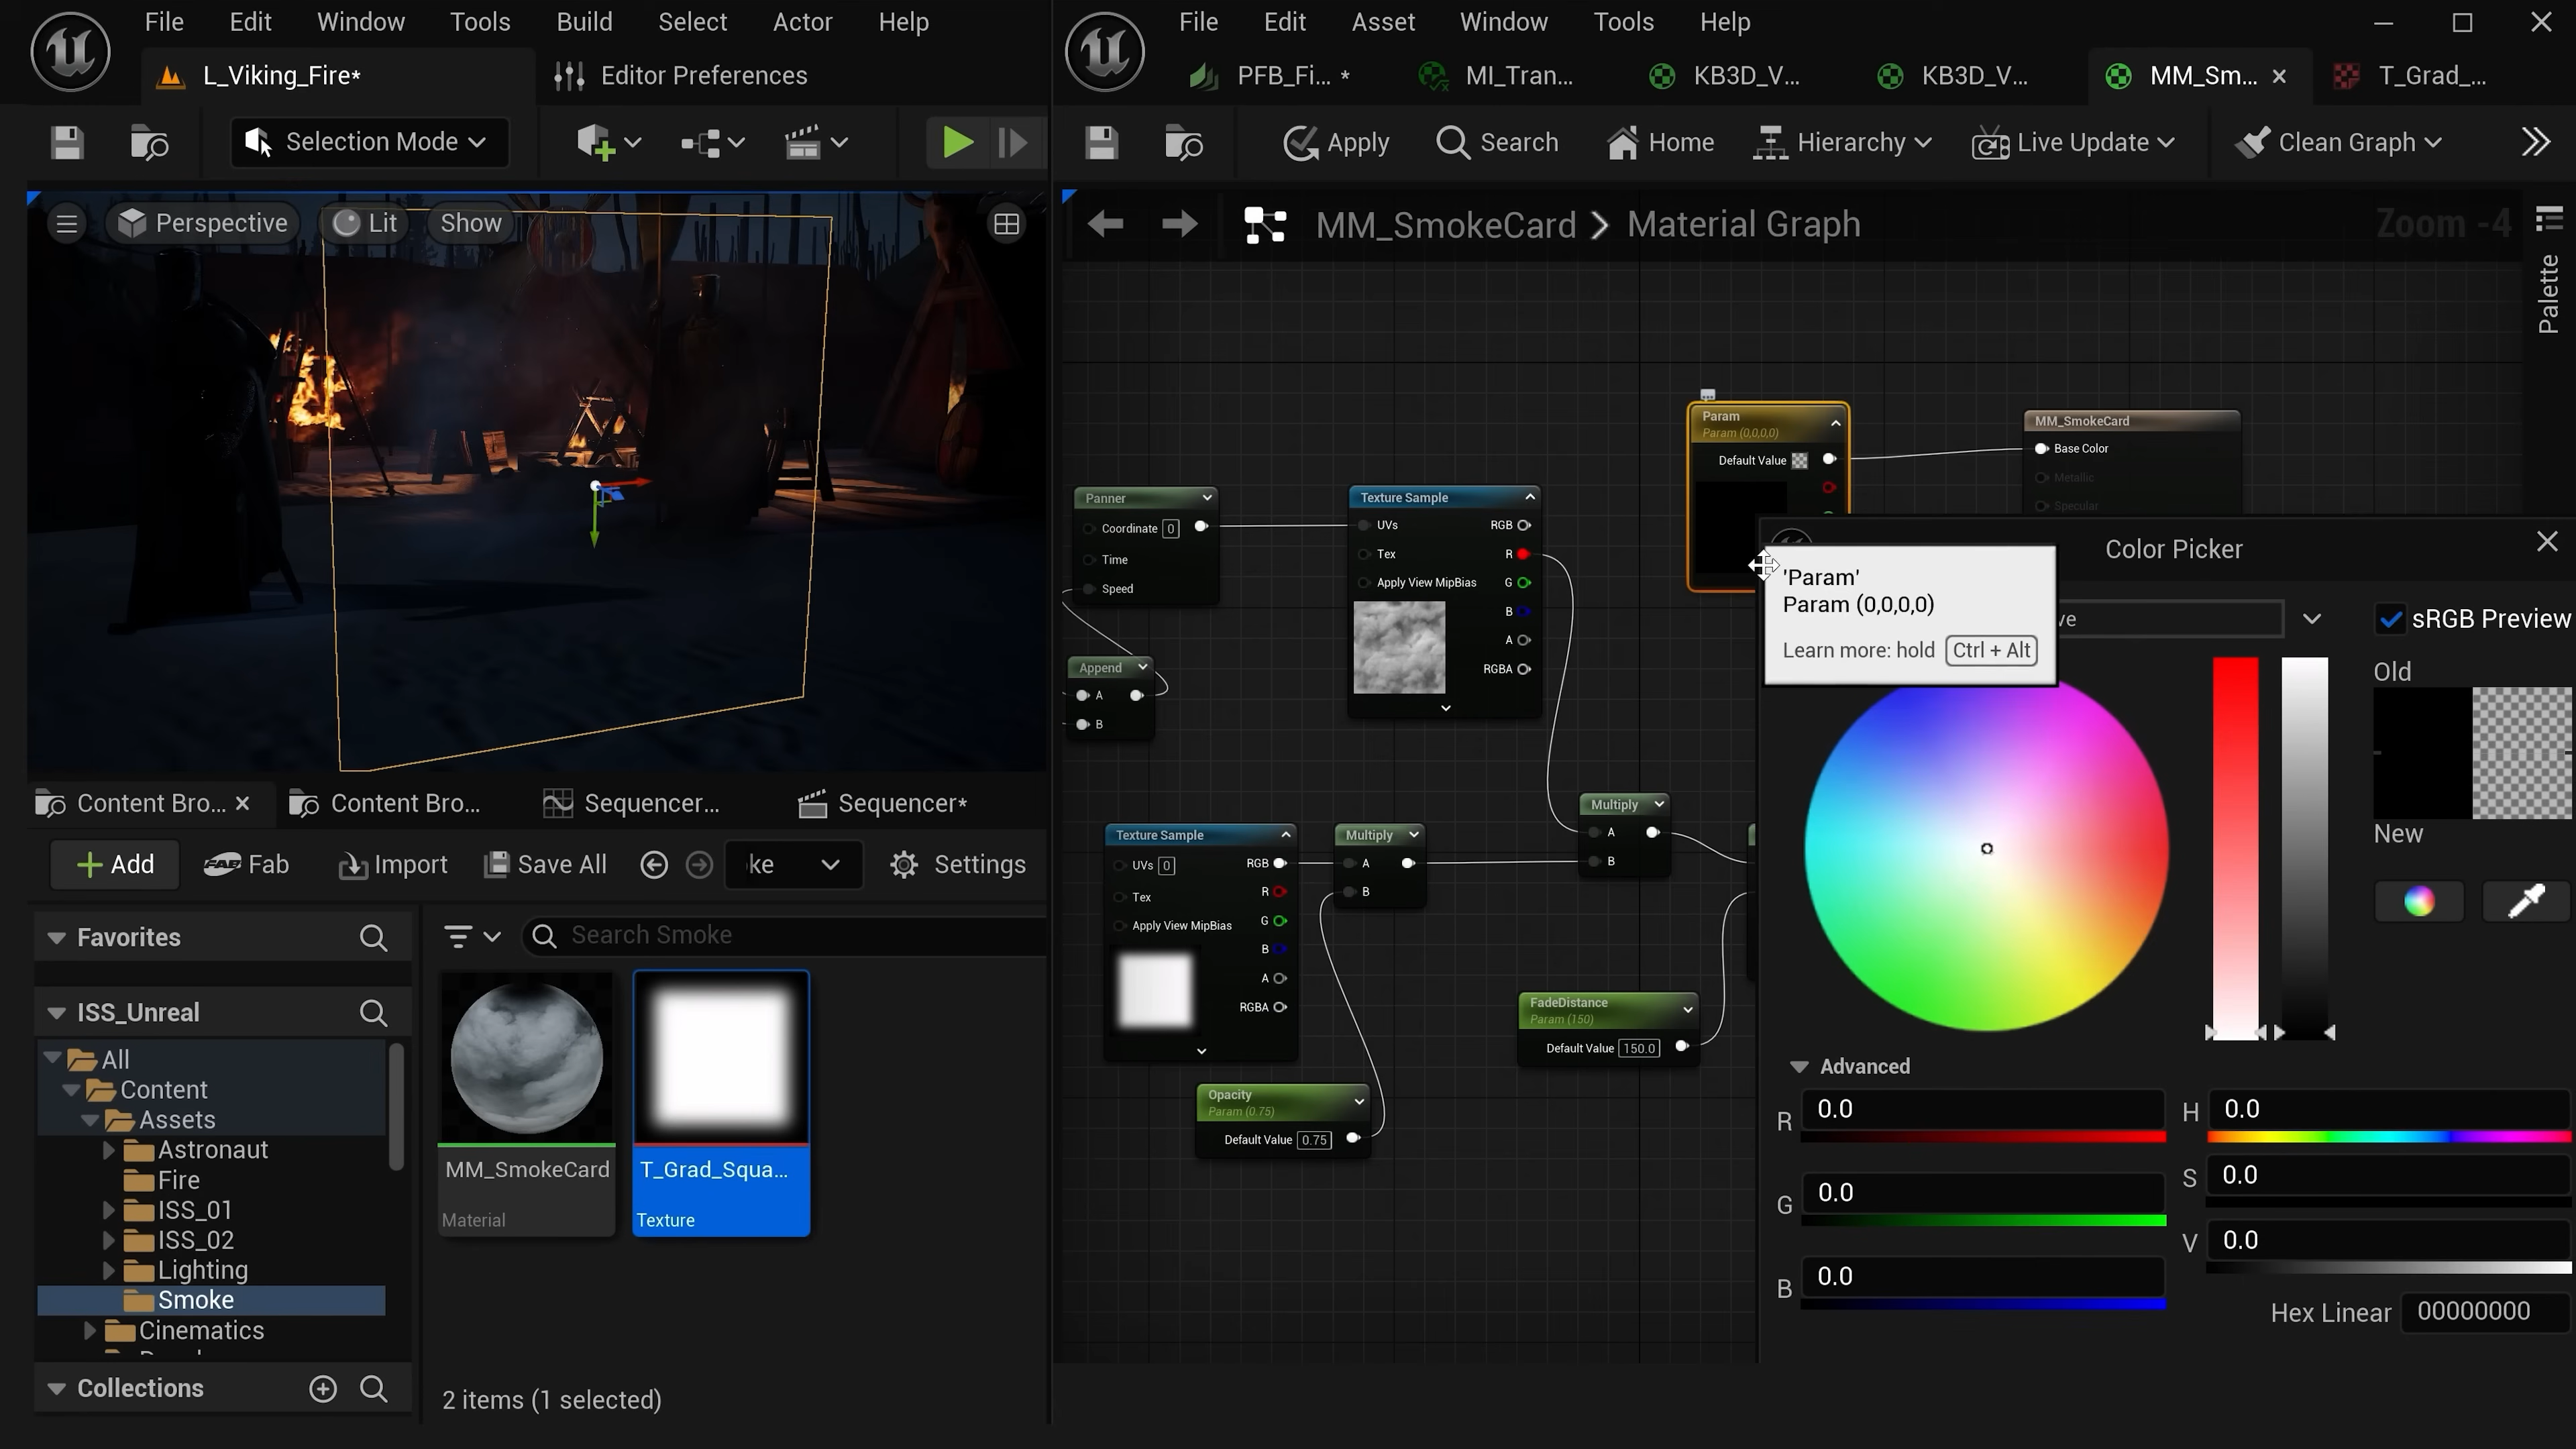 File Edit Window Tools Build Select Actor Help
L_Viking_Fire*
Editor Preferences
Selection Mode
Perspective
Lit
Show
Content Bro...
Content Bro...
Sequencer...
Sequencer*
Add
Fab
Import
Save All
ke
Settings
Favorites
Search Smoke
ISS_Unreal
All
Content
Assets
Astronaut
Fire
ISS_01
ISS_02
Lighting
Smoke
Cinematics
Collections
MM_SmokeCard
Material
T_Grad_Squa...
Texture
2 items (1 selected)
File Edit Asset Window Tools Help
PFB_Fi... *
MI_Tran...
KB3D_V...
KB3D_V...
MM_Sm...
T_Grad_...
Apply
Search
Home
Hierarchy
Live Update
Clean Graph
MM_SmokeCard > Material Graph
Zoom -4
Palette
Panner
Coordinate 0
Time
Speed
Append
A
B
Texture Sample
UVs RGB
Tex R
Apply View MipBias G
B
A
RGBA
Param
Param (0,0,0,0)
Default Value
MM_SmokeCard
Base Color
Metallic
Specular
Texture Sample
UVs 0 RGB
R
Tex
G
Apply View MipBias
B
A
RGBA
Multiply
A
B
Multiply
A
B
FadeDistance
Param (150)
Default Value 150.0
Opacity
Param (0.75)
Default Value 0.75
Color Picker
'Param'
Param (0,0,0,0)
Learn more: hold Ctrl + Alt
ve
sRGB Preview
Old
New
Advanced
R 0.0
G 0.0
B 0.0
H 0.0
S 0.0
V 0.0
Hex Linear 00000000